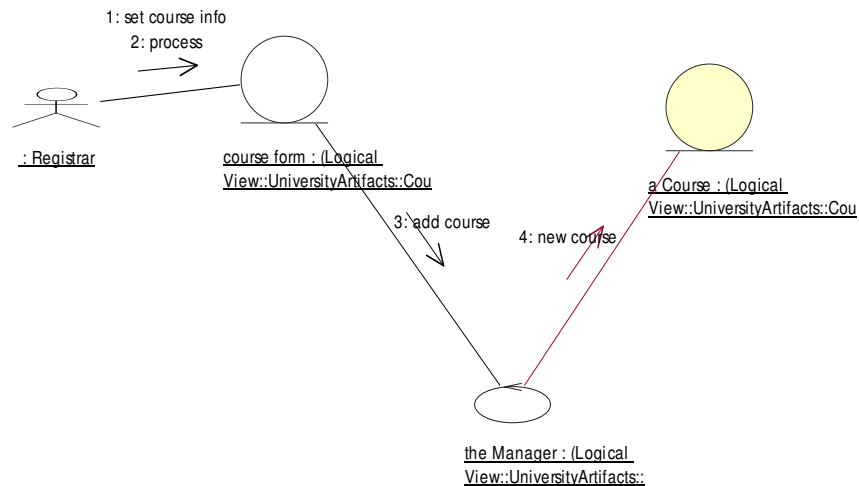 1: set course info
2: process
: Registrar
course form : (Logical
View::UniversityArtifacts::Cou
a Course : (Logical
View::UniversityArtifacts::Cou
3: add course
4: new course
the Manager : (Logical
View::UniversityArtifacts::